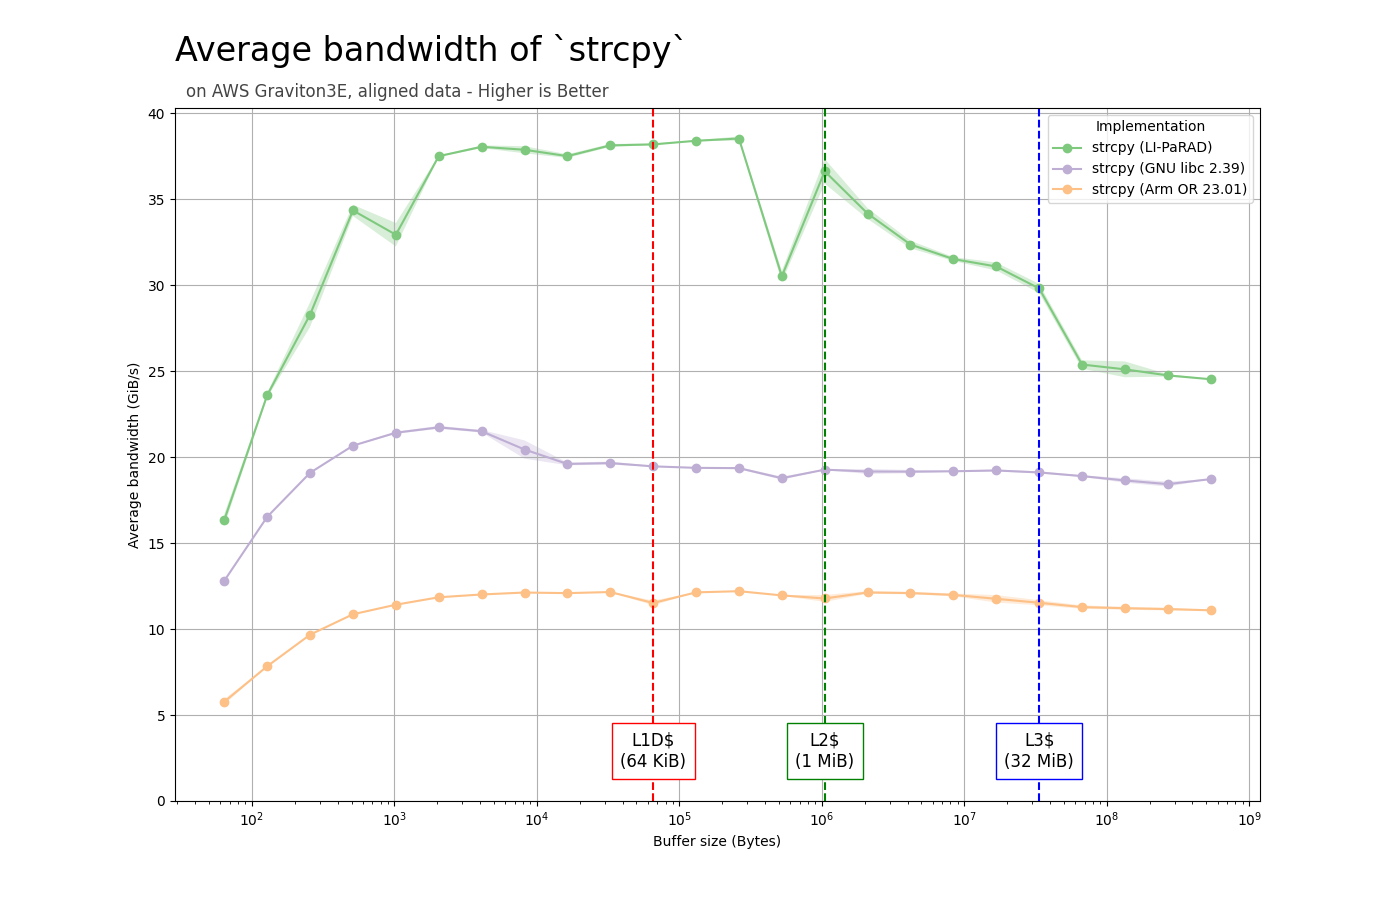 Average bandwidth of `strcpy`
on AWS Graviton3E, aligned data - Higher is Better
Implementation
strcpy (LI-PaRAD)
strcpy (GNU libc 2.39)
strcpy (Arm OR 23.01)
Average bandwidth (GiB/s)
40
35
30
25
20
15
10
5
0
L1D$
(64 KiB)
L2$
(1 MiB)
L3$
(32 MiB)
10² 10³ 10⁴ 10⁵ 10⁶ 10⁷ 10⁸ 10⁹
Buffer size (Bytes)